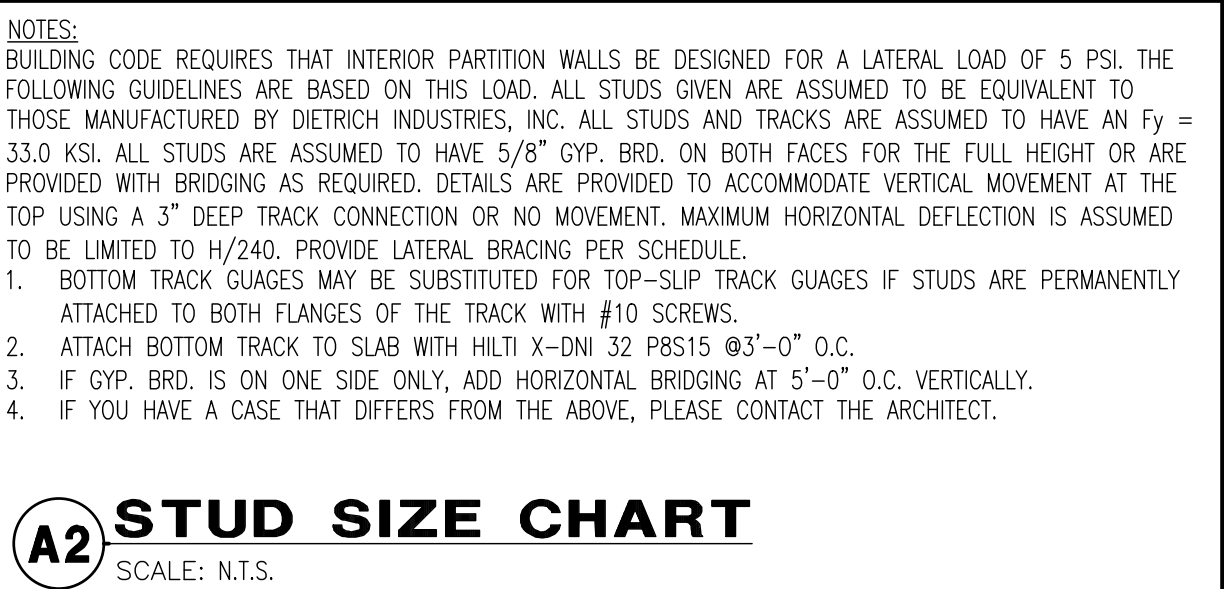 NOTES:
BUILDING CODE REQUIRES THAT INTERIOR PARTITION WALLS BE DESIGNED FOR A LATERAL LOAD OF 5 PSI. THE
FOLLOWING GUIDELINES ARE BASED ON THIS LOAD. ALL STUDS GIVEN ARE ASSUMED TO BE EQUIVALENT TO
THOSE MANUFACTURED BY DIETRICH INDUSTRIES, INC. ALL STUDS AND TRACKS ARE ASSUMED TO HAVE AN Fy =
33.0 KSI. ALL STUDS ARE ASSUMED TO HAVE 5/8" GYP. BRD. ON BOTH FACES FOR THE FULL HEIGHT OR ARE
PROVIDED WITH BRIDGING AS REQUIRED. DETAILS ARE PROVIDED TO ACCOMMODATE VERTICAL MOVEMENT AT THE
TOP USING A 3" DEEP TRACK CONNECTION OR NO MOVEMENT. MAXIMUM HORIZONTAL DEFLECTION IS ASSUMED
TO BE LIMITED TO H/240. PROVIDE LATERAL BRACING PER SCHEDULE.
1. BOTTOM TRACK GUAGES MAY BE SUBSTITUTED FOR TOP-SLIP TRACK GUAGES IF STUDS ARE PERMANENTLY
ATTACHED TO BOTH FLANGES OF THE TRACK WITH #10 SCREWS.
2. ATTACH BOTTOM TRACK TO SLAB WITH HILTI X-DNI 32 P8S15 @3'-0" O.C.
3. IF GYP. BRD. IS ON ONE SIDE ONLY, ADD HORIZONTAL BRIDGING AT 5'-0" O.C. VERTICALLY.
4. IF YOU HAVE A CASE THAT DIFFERS FROM THE ABOVE, PLEASE CONTACT THE ARCHITECT.
A2 STUD SIZE CHART
SCALE: N.T.S.